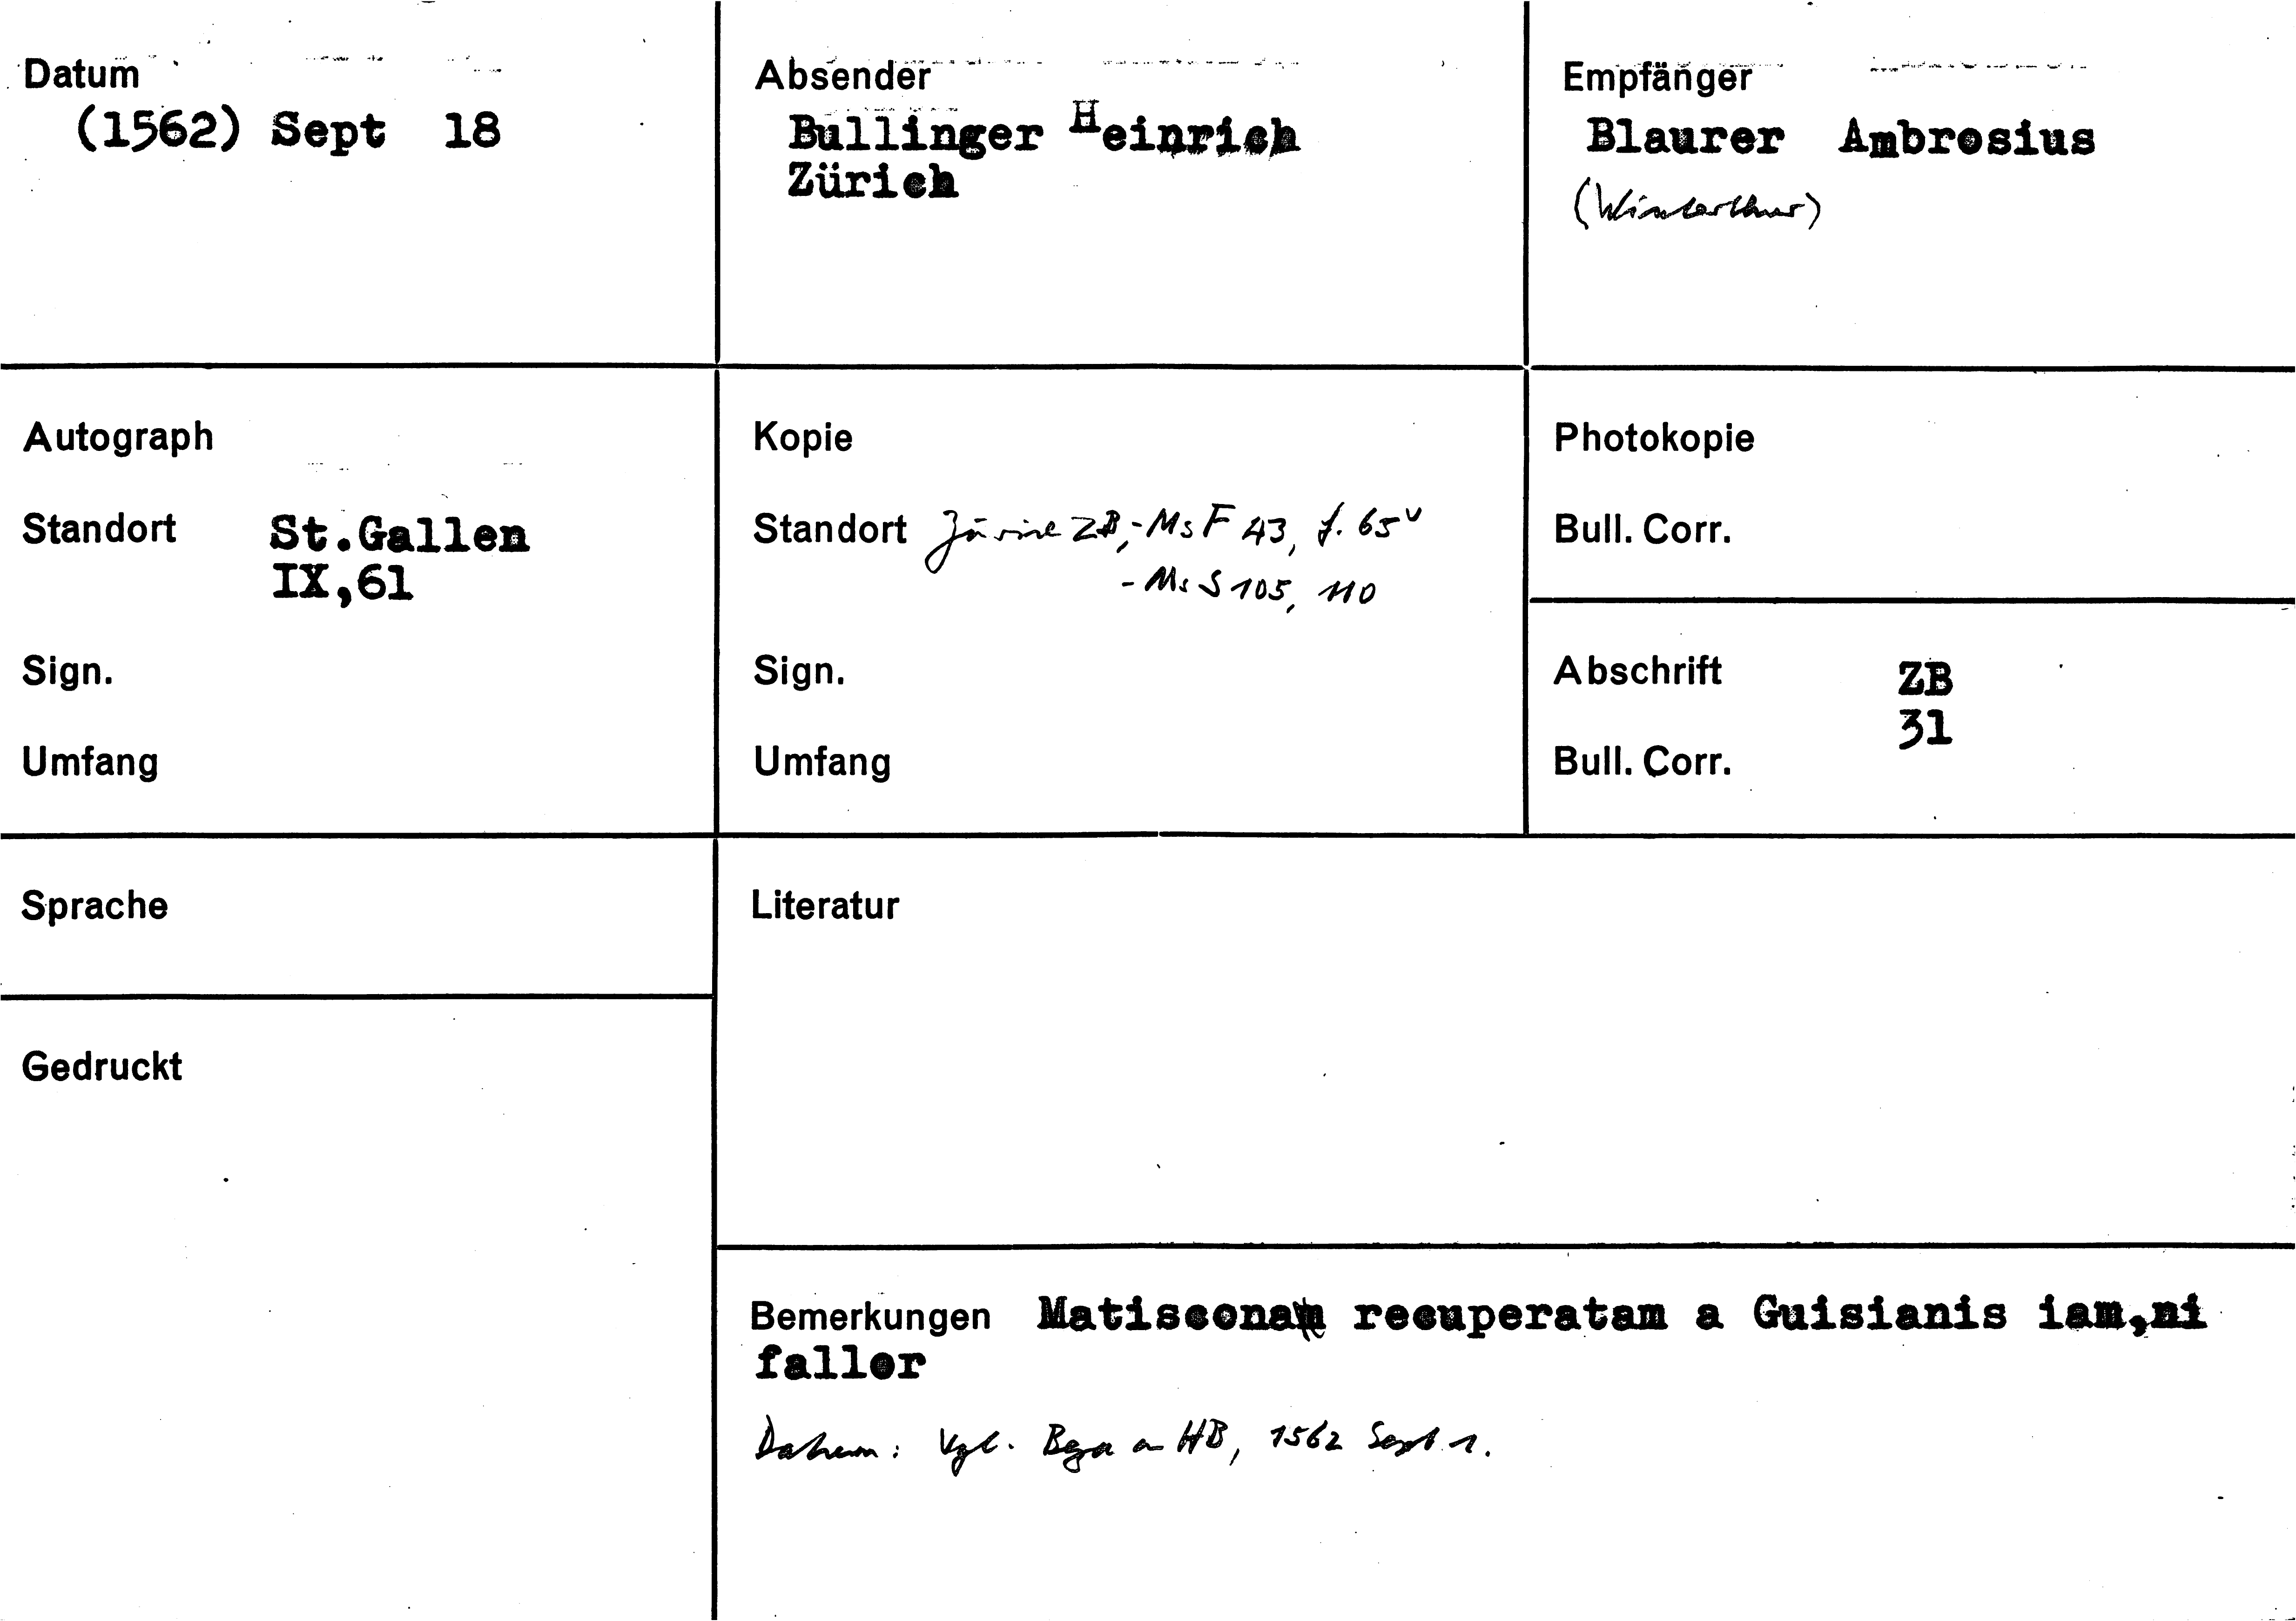 Datum
(1562) Sept 18
Absender
Bullinger Heinrich
Zürich
Empfänger
Blaurer Ambrosius
(Winterthur)
Autograph
Standort St.Gallen
IX,61
Sign.
Umfang
Kopie
Standort Zürich ZB, - Ms F 43, f. 65v
- Ms S 105, 110
Sign.
Umfang
Photokopie
Bull. Corr.
Abschrift ZB
31
Bull. Corr.
Sprache
Gedruckt
Literatur
Bemerkungen Matisconam recuperatam a Guisianis iam,ni
fallor
Datum: Vgl. Beza an HB, 1562 Sept 1.